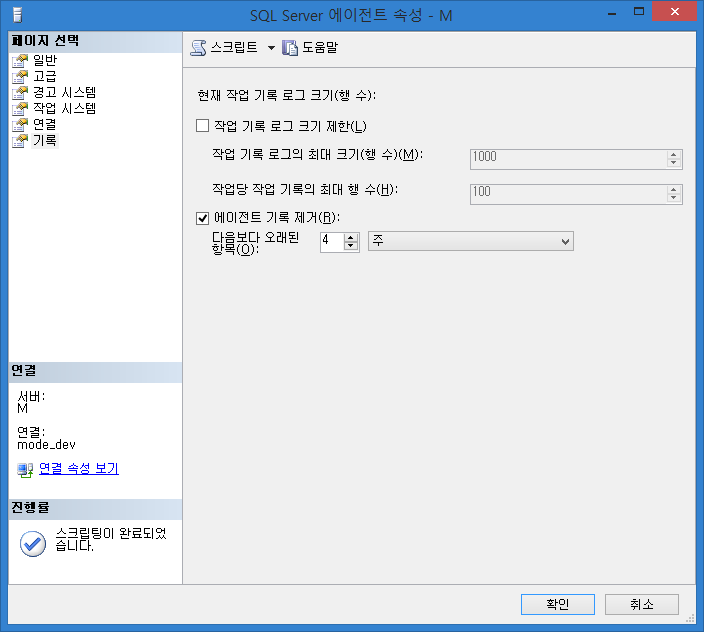 SQL Server 에이전트 속성 - M
페이지 선택
일반
고급
경고 시스템
작업 시스템
연결
기록
스크립트
도움말
현재 작업 기록 로그 크기(행 수):
작업 기록 로그 크기 제한(L)
작업 기록 로그의 최대 크기(행 수)(M):
1000
작업당 작업 기록의 최대 행 수(H):
100
에이전트 기록 제거(R):
다음보다 오래된
항목(O):
4
주
연결
서버:
M
연결:
mode_dev
연결 속성 보기
진행률
스크립팅이 완료되었
습니다.
확인
취소